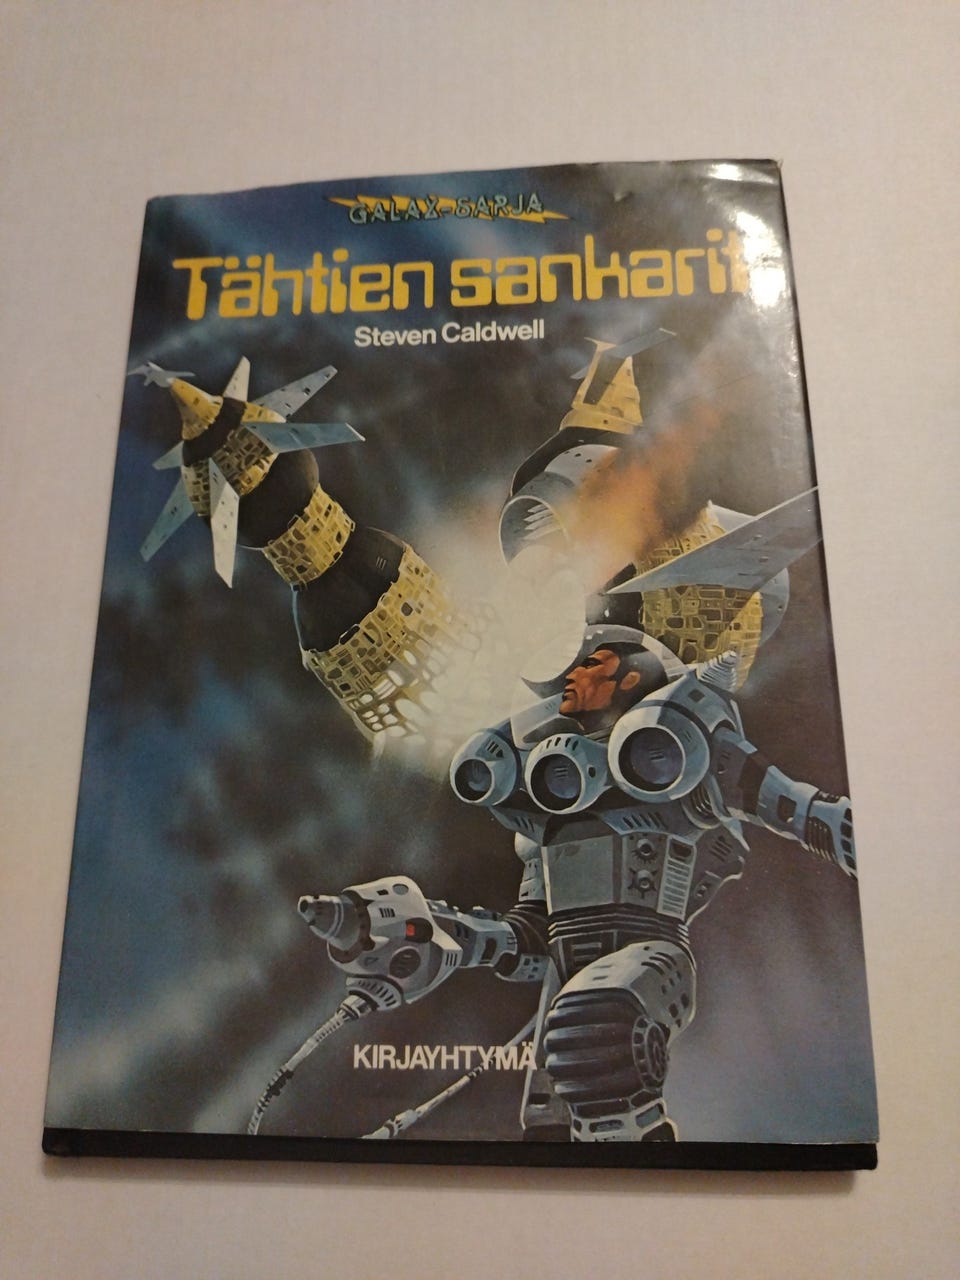 GALAX-SARJA
Tähtien sankarit
Steven Caldwell
KIRJAYHTYMÄ